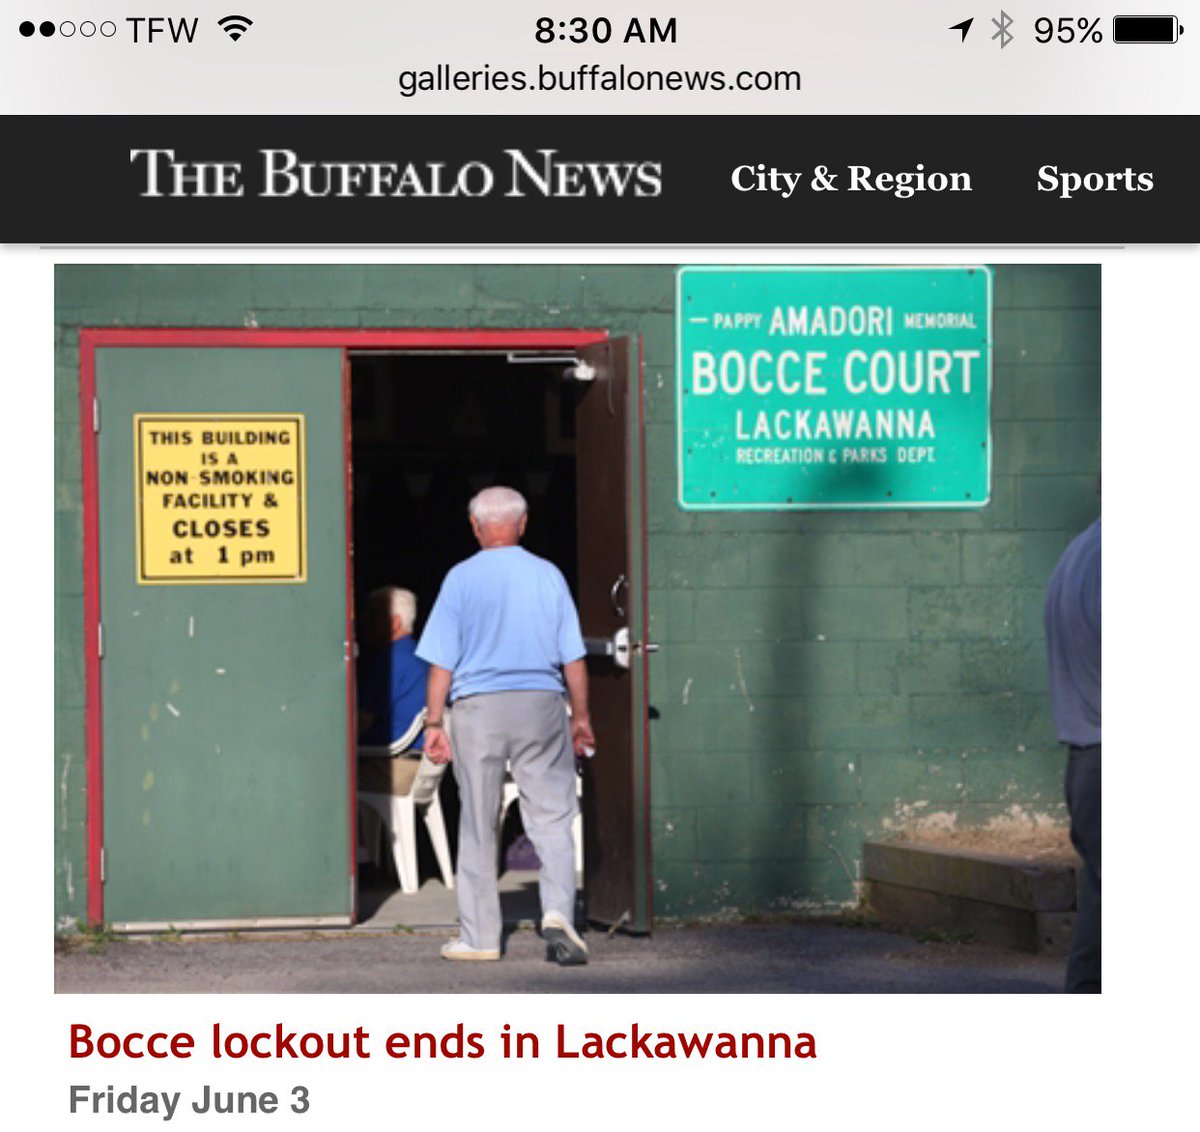 TFW 8:30 AM 95%
galleries.buffalonews.com
THE BUFFALO NEWS City & Region Sports
THIS BUILDING
IS A
NON-SMOKING
FACILITY &
CLOSES
at 1 pm
— PAPPY AMADORI MEMORIAL
BOCCE COURT
LACKAWANNA
RECREATION & PARKS DEPT.
Bocce lockout ends in Lackawanna
Friday June 3